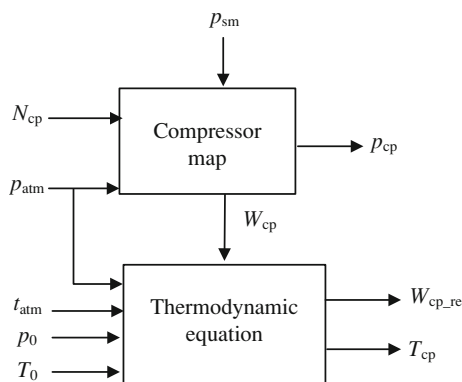 p_sm
N_cp
Compressor
map
p_cp
p_atm
W_cp
t_atm
Thermodynamic
equation
W_cp_re
p_0
T_cp
T_0